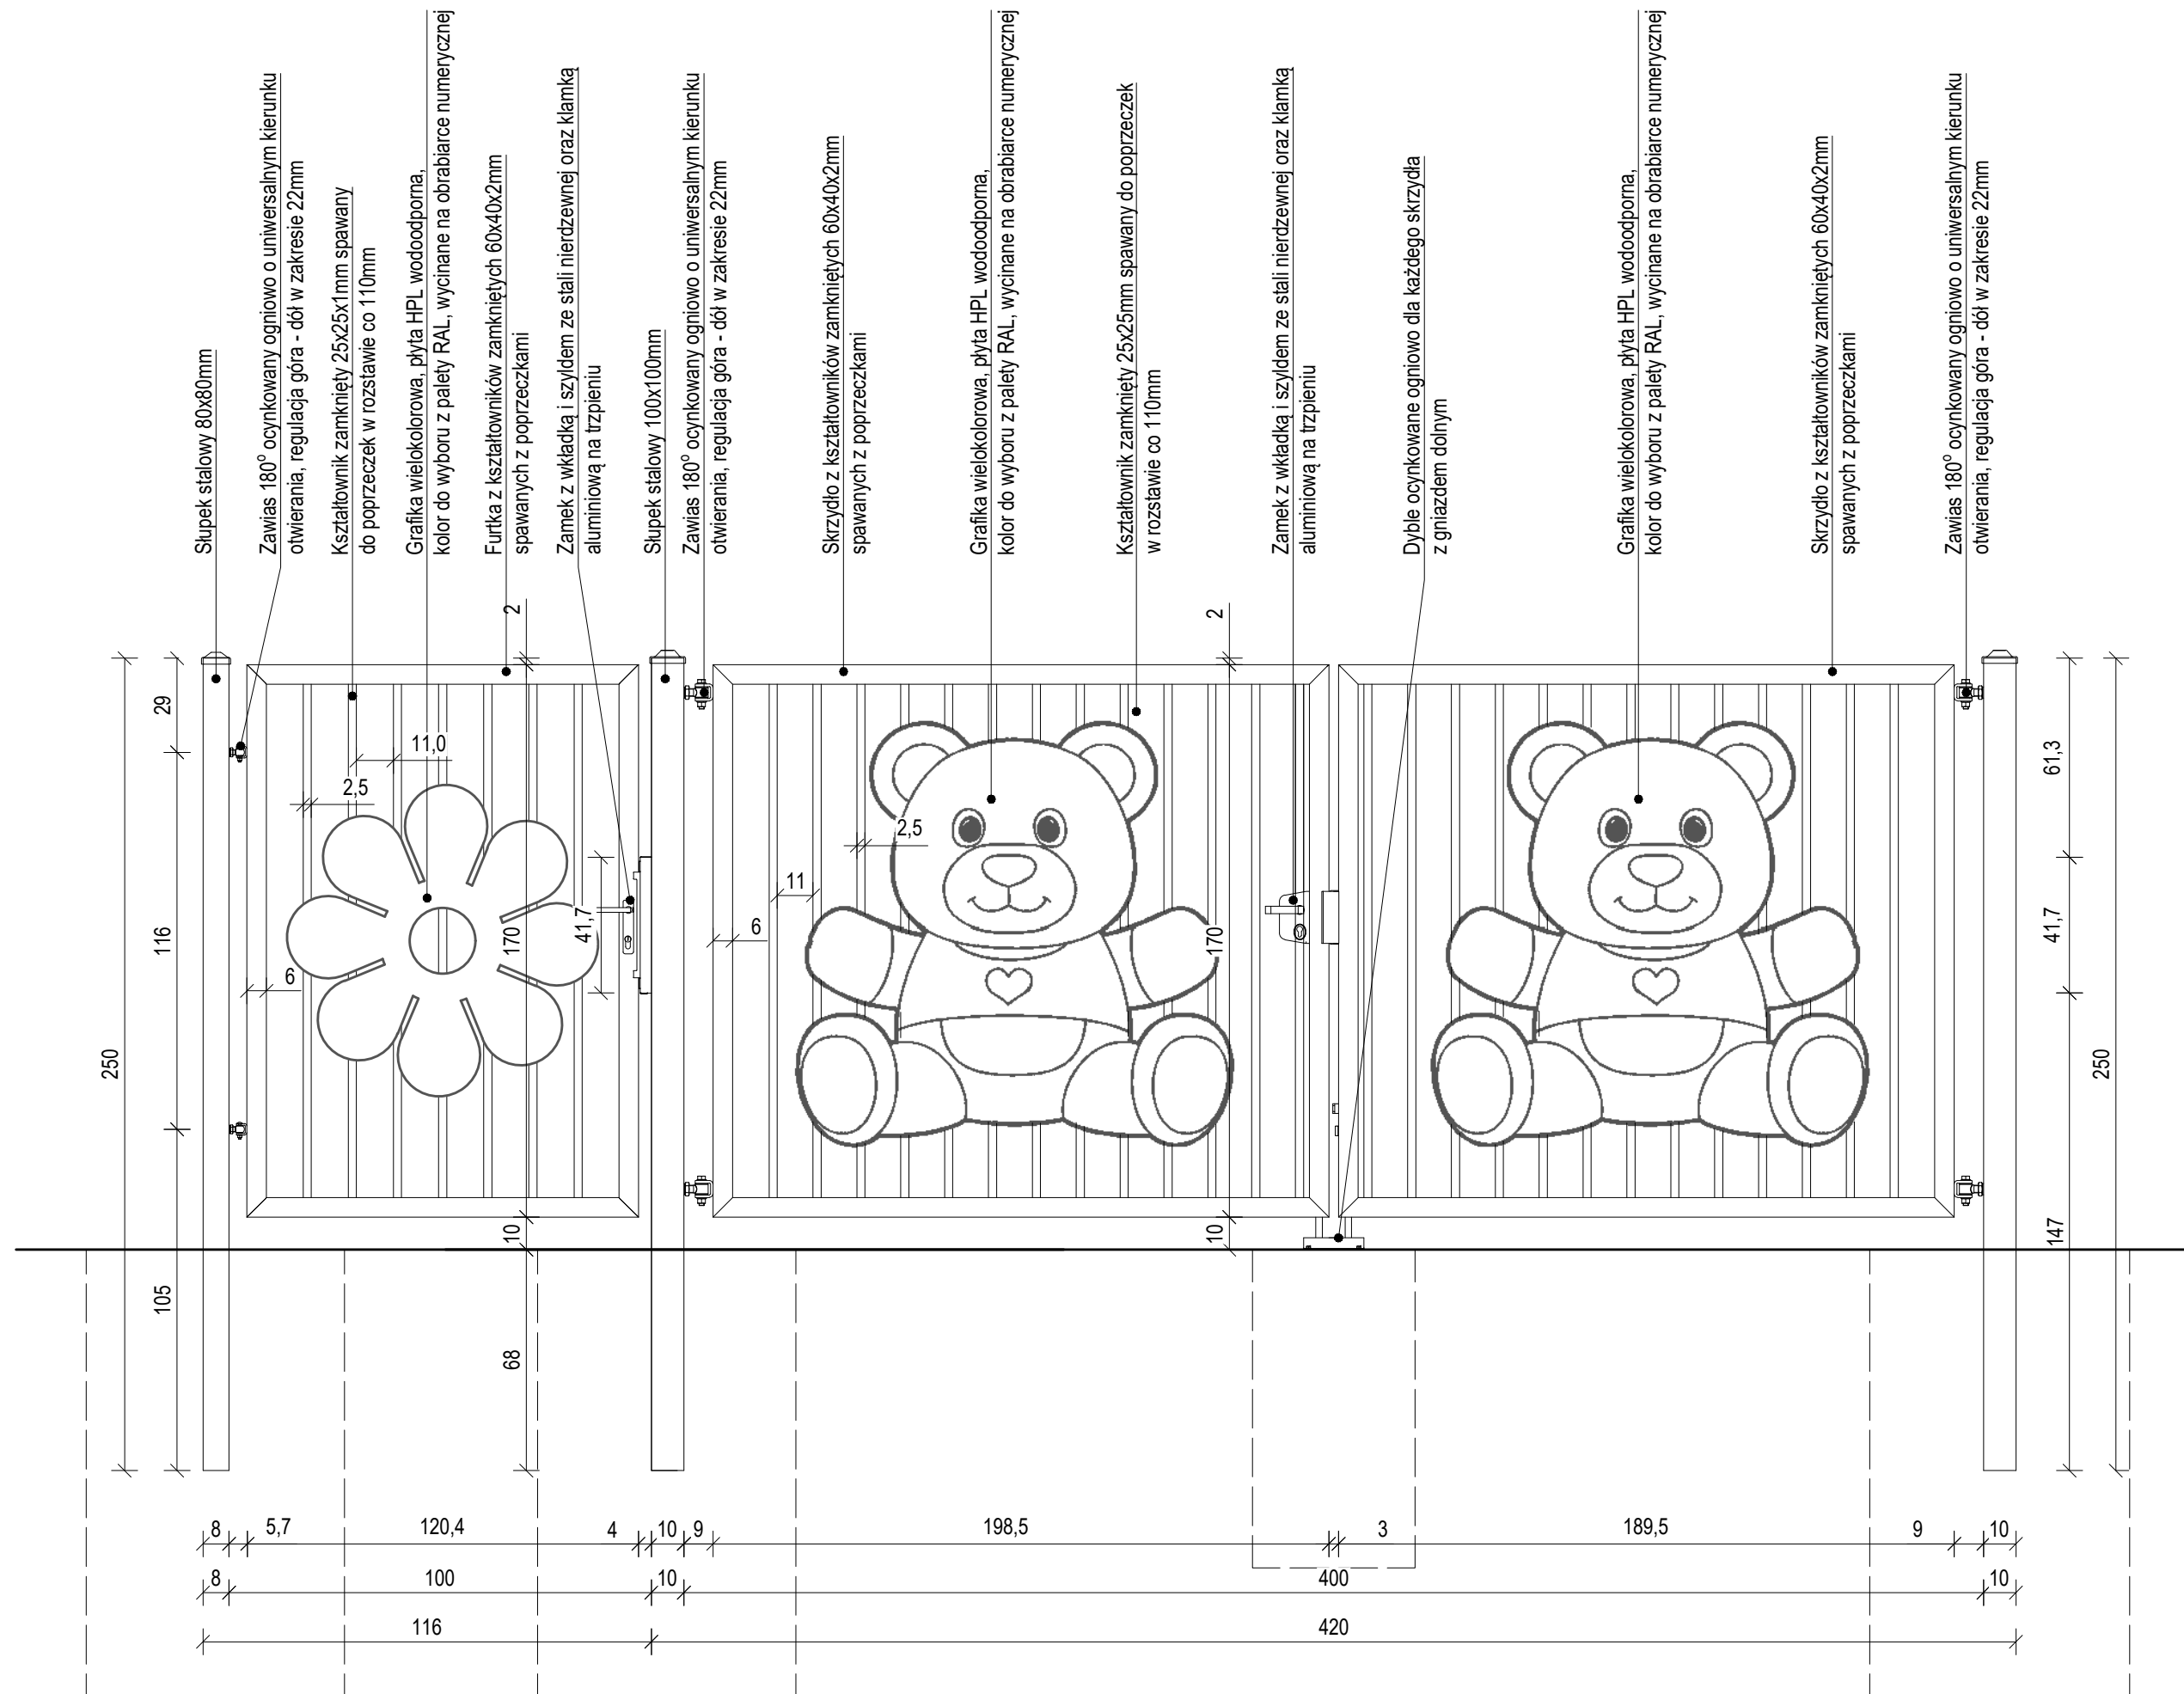 Słupek stalowy 80x80mm
Zawias 180° ocynkowany ogniowo o uniwersalnym kierunku
otwierania, regulacja góra - dół w zakresie 22mm
Kształtownik zamknięty 25x25x1mm spawany
do poprzeczek w rozstawie co 110mm
Grafika wielokolorowa, płyta HPL wodoodporna,
kolor do wyboru z palety RAL, wycinane na obrabiarce numerycznej
Furtka z kształtowników zamkniętych 60x40x2mm
spawanych z poprzeczkami
Zamek z wkładką i szyldem ze stali nierdzewnej oraz klamką
aluminiową na trzpieniu
Słupek stalowy 100x100mm
Zawias 180° ocynkowany ogniowo o uniwersalnym kierunku
otwierania, regulacja góra - dół w zakresie 22mm
Skrzydło z kształtowników zamkniętych 60x40x2mm
spawanych z poprzeczkami
Grafika wielokolorowa, płyta HPL wodoodporna,
kolor do wyboru z palety RAL, wycinane na obrabiarce numerycznej
Kształtownik zamknięty 25x25mm spawany do poprzeczek
w rozstawie co 110mm
Zamek z wkładką i szyldem ze stali nierdzewnej oraz klamką
aluminiową na trzpieniu
Dyble ocynkowane ogniowo dla każdego skrzydła
z gniazdem dolnym
Grafika wielokolorowa, płyta HPL wodoodporna,
kolor do wyboru z palety RAL, wycinane na obrabiarce numerycznej
Skrzydło z kształtowników zamkniętych 60x40x2mm
spawanych z poprzeczkami
Zawias 180° ocynkowany ogniowo o uniwersalnym kierunku
otwierania, regulacja góra - dół w zakresie 22mm
2
2
29
11,0
61,3
2,5
2,5
11
41,7
6
170
170
41,7
116
6
250
250
10
10
147
105
68
8 5,7 120,4 4 10 9 198,5 3 189,5 9 10
8 100 10 400 10
116 420